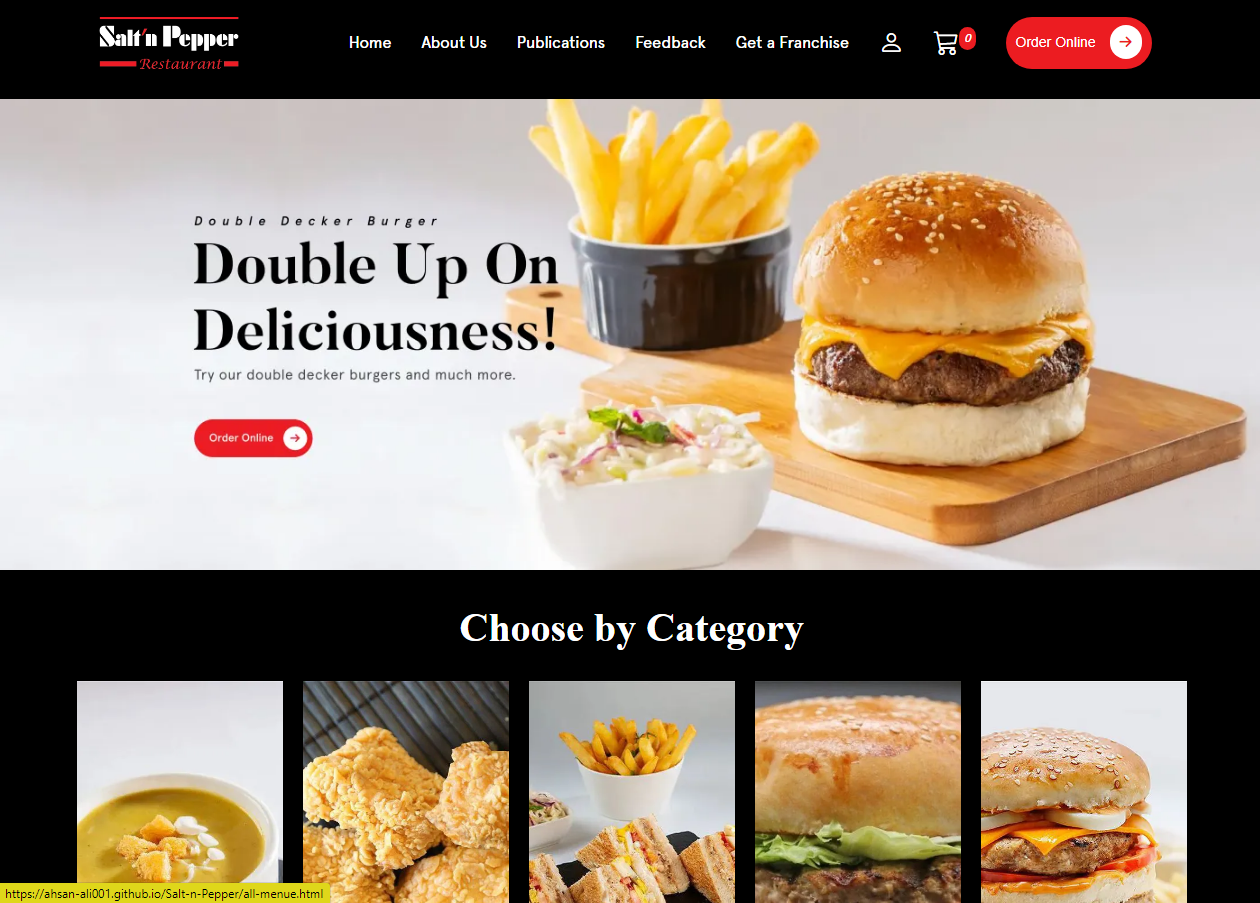 Salt'n Pepper
Restaurant
Home About Us Publications Feedback Get a Franchise 0 Order Online
Double Decker Burger
Double Up On
Deliciousness!
Try our double decker burgers and much more.
Order Online
Choose by Category
https://ahsan-ali001.github.io/Salt-n-Pepper/all-menue.html